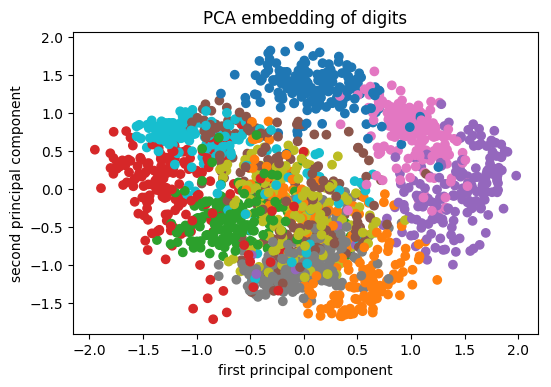 PCA embedding of digits
2.0
1.5
1.0
0.5
0.0
−0.5
−1.0
−1.5
second principal component
−2.0 −1.5 −1.0 −0.5 0.0 0.5 1.0 1.5 2.0
first principal component